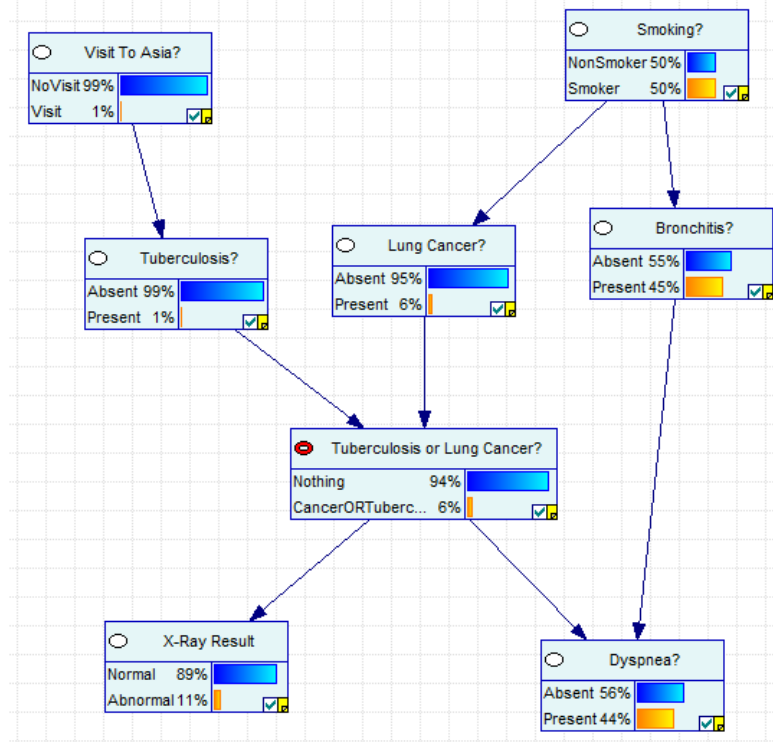 Visit To Asia?
NoVisit 99%
Visit 1%
Smoking?
NonSmoker 50%
Smoker 50%
Tuberculosis?
Absent 99%
Present 1%
Lung Cancer?
Absent 95%
Present 6%
Bronchitis?
Absent 55%
Present 45%
Tuberculosis or Lung Cancer?
Nothing 94%
CancerORTuberc... 6%
X-Ray Result
Normal 89%
Abnormal 11%
Dyspnea?
Absent 56%
Present 44%